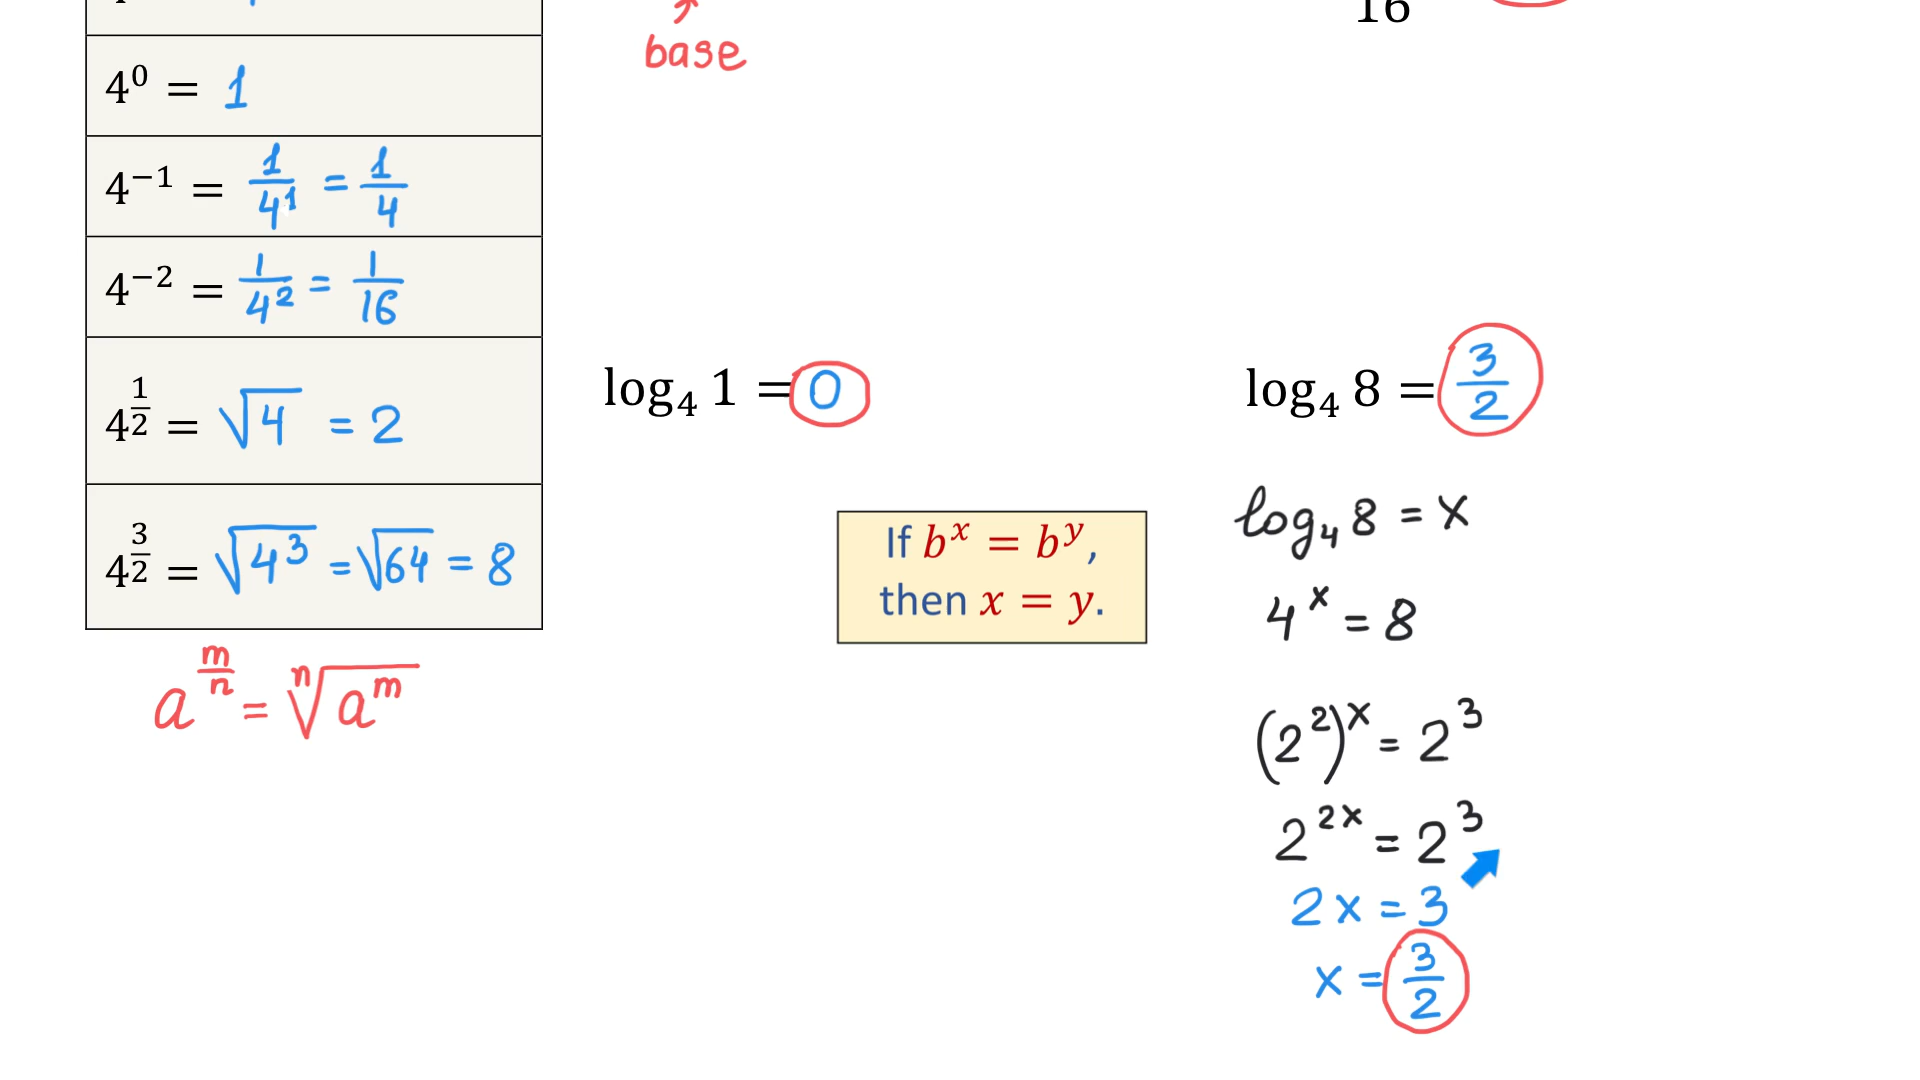 base
16
4⁰ = 1
4⁻¹ = 1/4¹ = 1/4
4⁻² = 1/4² = 1/16
4^(1/2) = √4 = 2
4^(3/2) = √4³ = √64 = 8
a^(m/n) = ⁿ√a^m
log₄ 1 = 0
If bˣ = bʸ,
then x = y.
log₄ 8 = 3/2
log₄ 8 = x
4ˣ = 8
(2²)ˣ = 2³
2²ˣ = 2³
2x = 3
x = 3/2